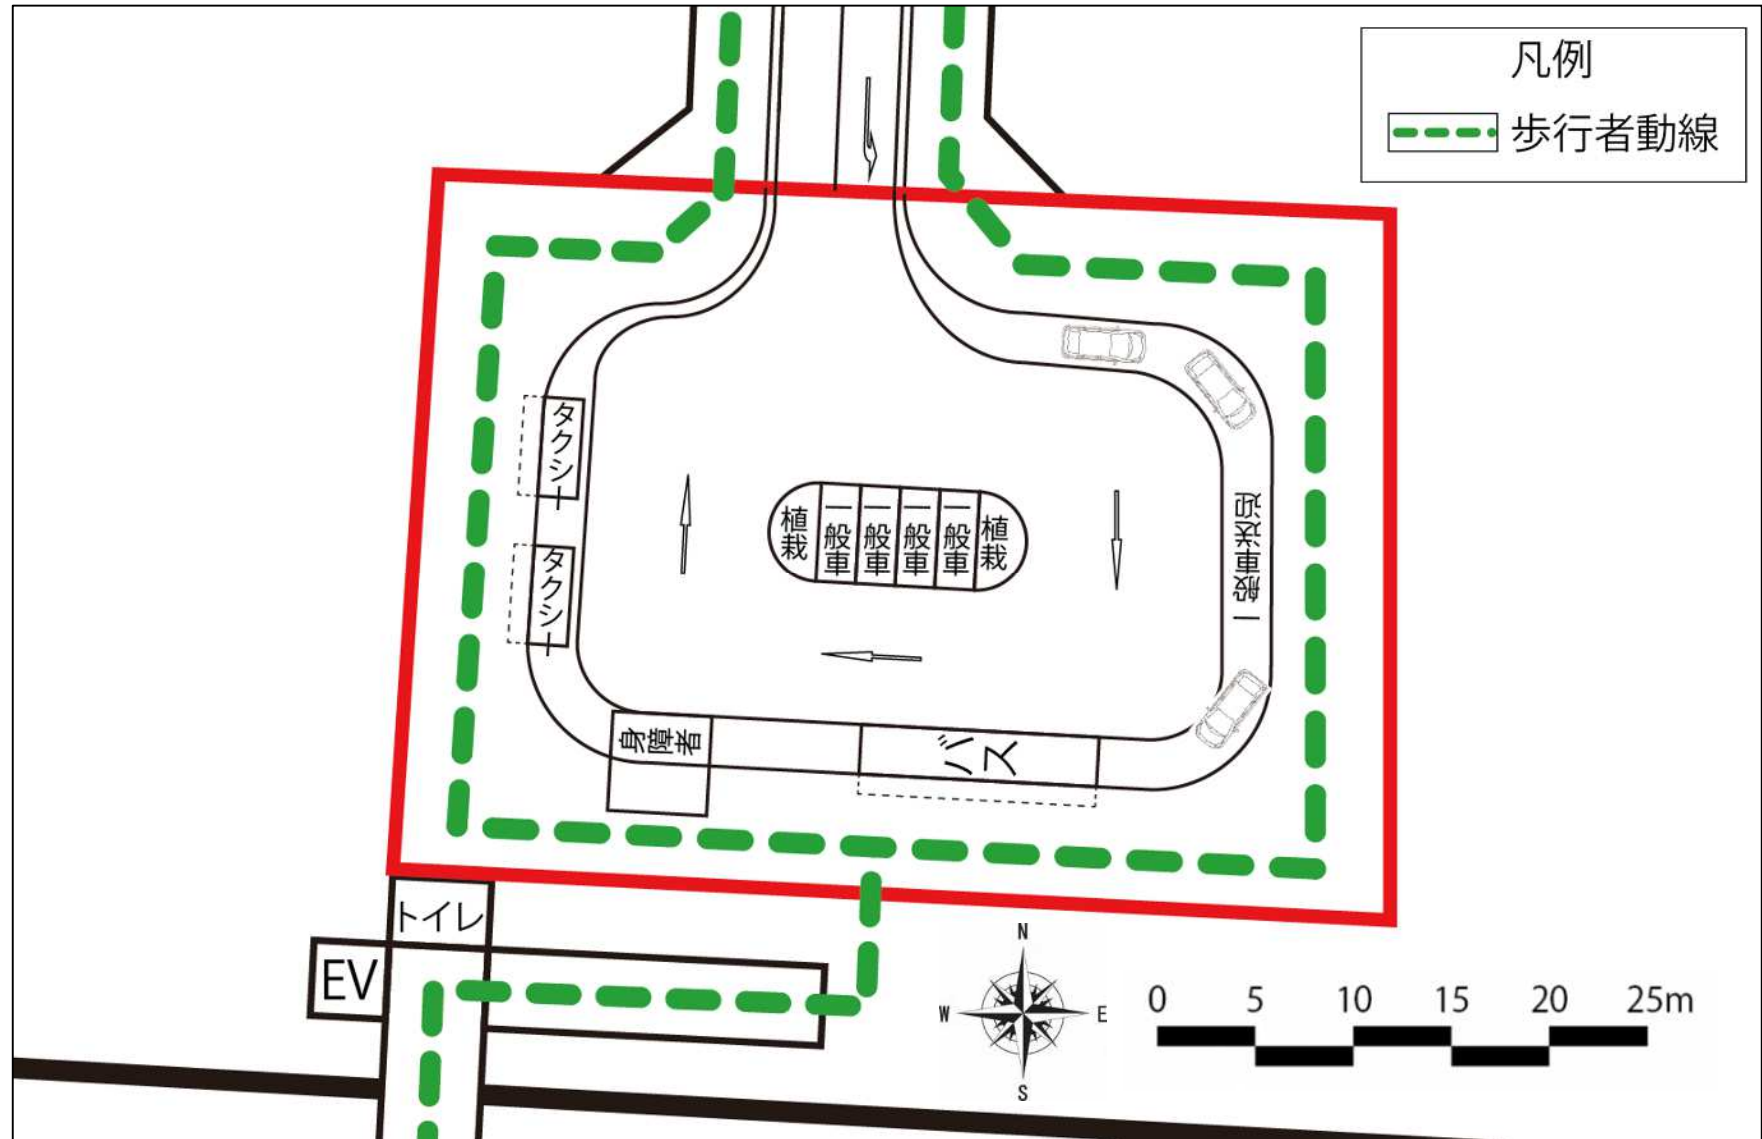 凡例
歩行者動線
タクシー
タクシー
植栽
一般車
一般車
一般車
一般車
植栽
一般車送迎
身障者
バス
トイレ
EV
N
W
E
S
0 5 10 15 20 25m